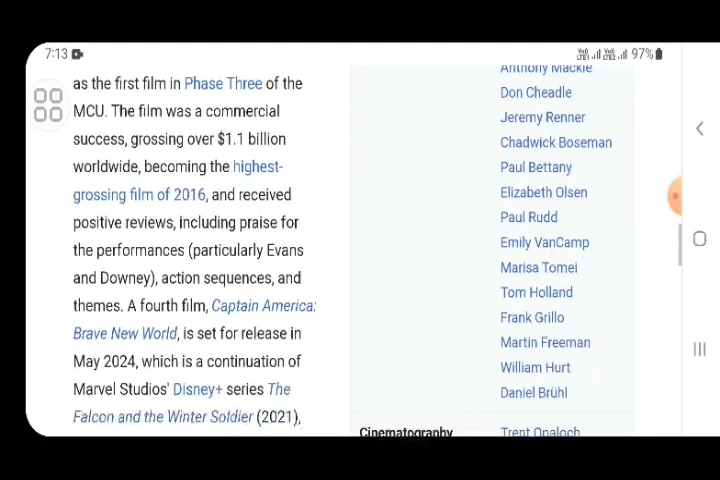 7:13
97%
as the first film in Phase Three of the
MCU. The film was a commercial
success, grossing over $1.1 billion
worldwide, becoming the highest-
grossing film of 2016, and received
positive reviews, including praise for
the performances (particularly Evans
and Downey), action sequences, and
themes. A fourth film, Captain America:
Brave New World, is set for release in
May 2024, which is a continuation of
Marvel Studios' Disney+ series The
Falcon and the Winter Soldier (2021),
Anthony Mackie
Don Cheadle
Jeremy Renner
Chadwick Boseman
Paul Bettany
Elizabeth Olsen
Paul Rudd
Emily VanCamp
Marisa Tomei
Tom Holland
Frank Grillo
Martin Freeman
William Hurt
Daniel Brühl
Cinematography
Trent Opaloch